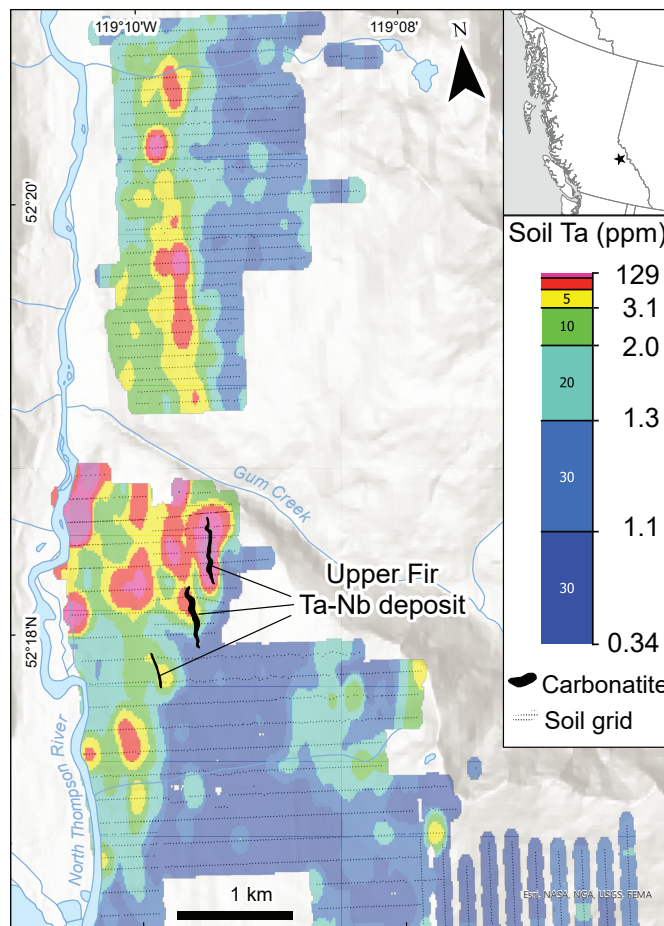 119°10'W
119°08'
N
52°20'
Gum Creek
Upper Fir
Ta-Nb deposit
52°18'N
North Thompson River
1 km
Esri, NASA, NGA, USGS, FEMA
Soil Ta (ppm)
129
5
3.1
10
2.0
20
1.3
30
1.1
30
0.34
Carbonatite
Soil grid